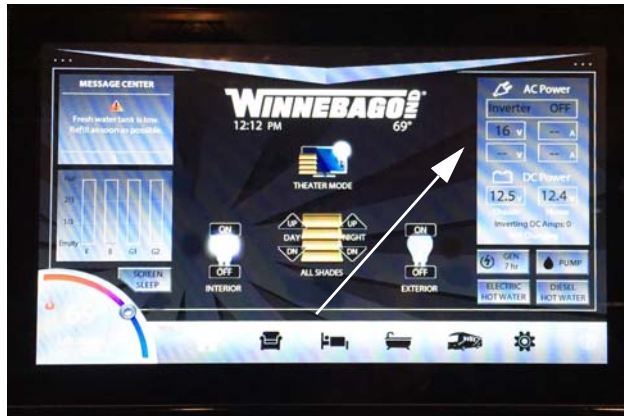 MESSAGE CENTER
Fresh water tank is low.
Refill as soon as possible.
Full
2/3
1/3
Empty
F B G1 G2
SCREEN
SLEEP
WINNEBAGO IND
12:12 PM 69°
THEATER MODE
ON
OFF
INTERIOR
UP UP
DAY NIGHT
DN DN
ALL SHADES
ON
OFF
EXTERIOR
AC Power
Inverter OFF
16 V -- A
-- V -- A
DC Power
12.5 V 12.4 V
Inverting DC Amps: 0
GEN
7 hr
PUMP
ELECTRIC
HOT WATER
DIESEL
HOT WATER